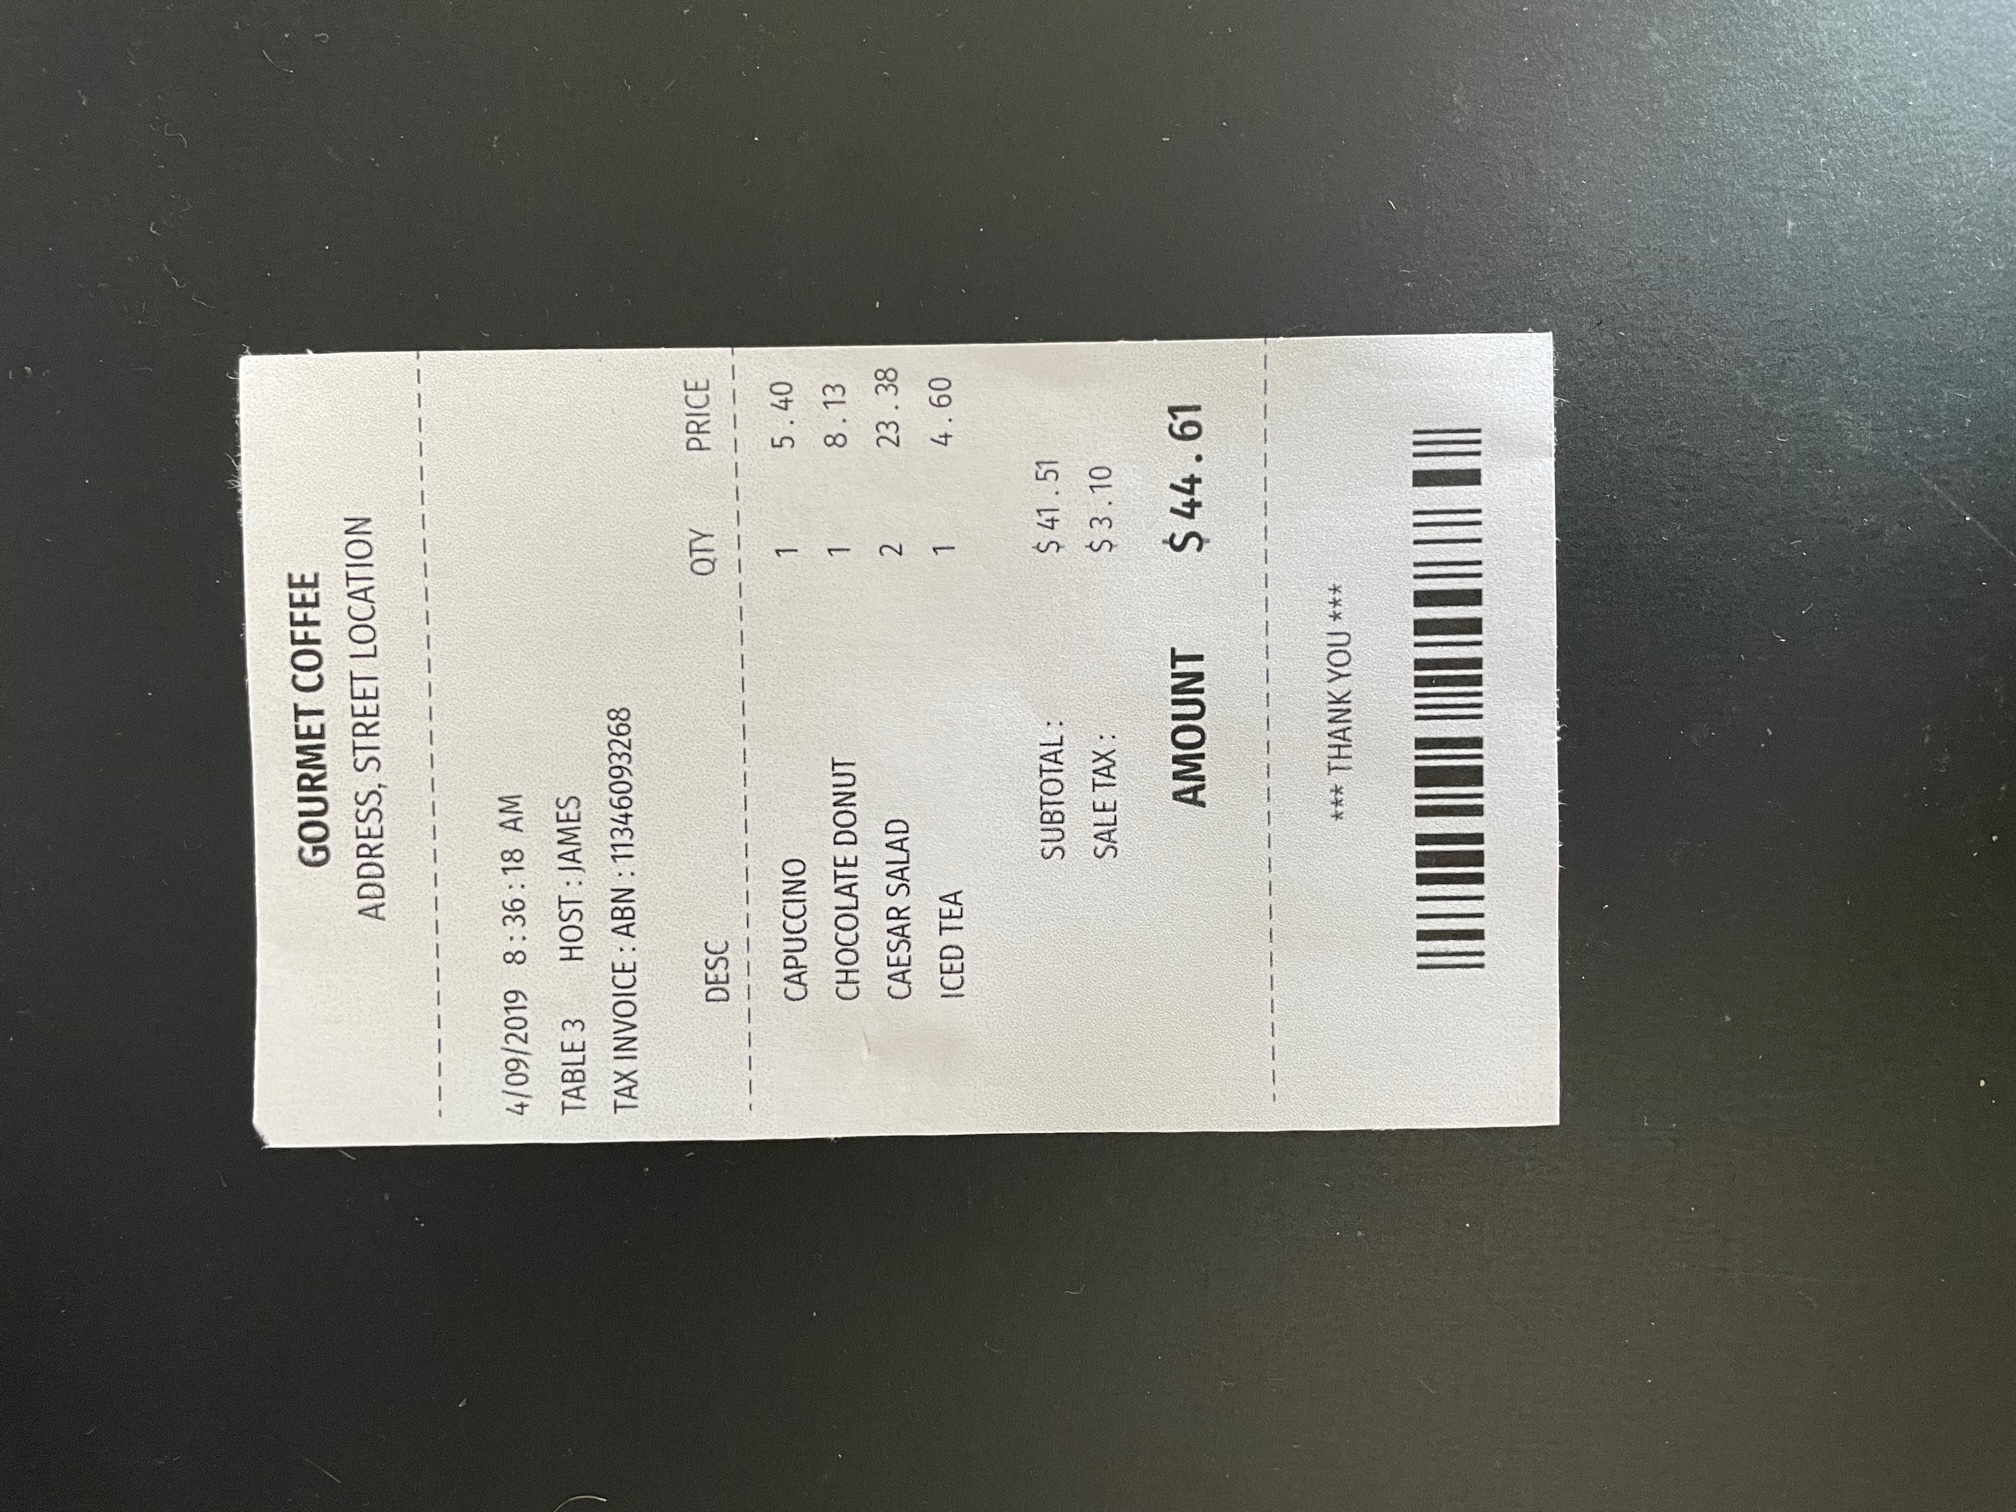 GOURMET COFFEE
ADDRESS, STREET LOCATION
4/09/2019 8 : 36 : 18 AM
TABLE 3 HOST : JAMES
TAX INVOICE : ABN : 11346093268
DESC QTY PRICE
CAPUCCINO 1 5 . 40
CHOCOLATE DONUT 1 8 . 13
CAESAR SALAD 2 23 . 38
ICED TEA 1 4 . 60
SUBTOTAL : $ 41 . 51
SALE TAX : $ 3 . 10
AMOUNT $ 44 . 61
*** THANK YOU ***